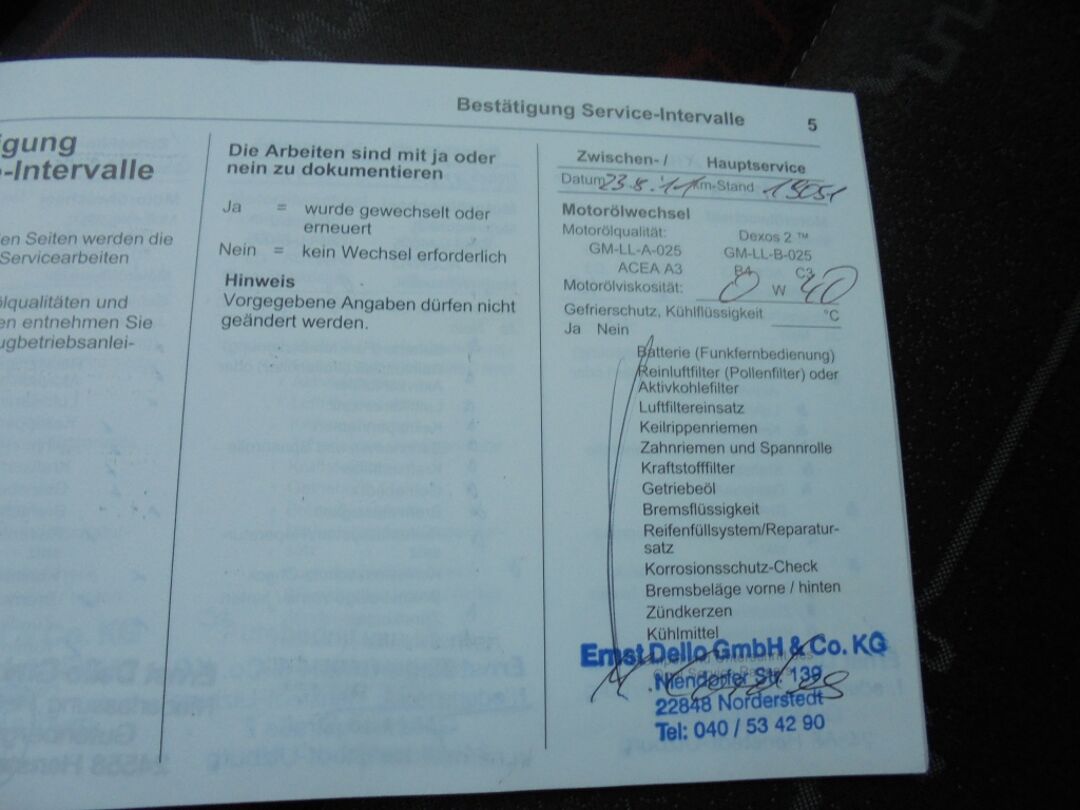 Bestätigung Service-Intervalle 5
gung
-Intervalle
en Seiten werden die
Servicearbeiten
ölqualitäten und
en entnehmen Sie
ugbetriebsanlei-
Die Arbeiten sind mit ja oder
nein zu dokumentieren
Ja = wurde gewechselt oder
erneuert
Nein = kein Wechsel erforderlich
Hinweis
Vorgegebene Angaben dürfen nicht
geändert werden.
Zwischen- / Hauptservice
Datum 23.8.'11 km-Stand 15051
Motorölwechsel
Motorölqualität: Dexos 2 ™
GM-LL-A-025 GM-LL-B-025
ACEA A3 B4 C3
Motorölviskosität: 0 W 40
Gefrierschutz, Kühlflüssigkeit °C
Ja Nein
Batterie (Funkfernbedienung)
Reinluftfilter (Pollenfilter) oder
Aktivkohlefilter
Luftfiltereinsatz
Keilrippenriemen
Zahnriemen und Spannrolle
Kraftstofffilter
Getriebeöl
Bremsflüssigkeit
Reifenfüllsystem/Reparatur-
satz
Korrosionsschutz-Check
Bremsbeläge vorne / hinten
Zündkerzen
Kühlmittel
Ernst Dello GmbH & Co. KG
Niendorfer Str. 139
22848 Norderstedt
Tel: 040 / 53 42 90